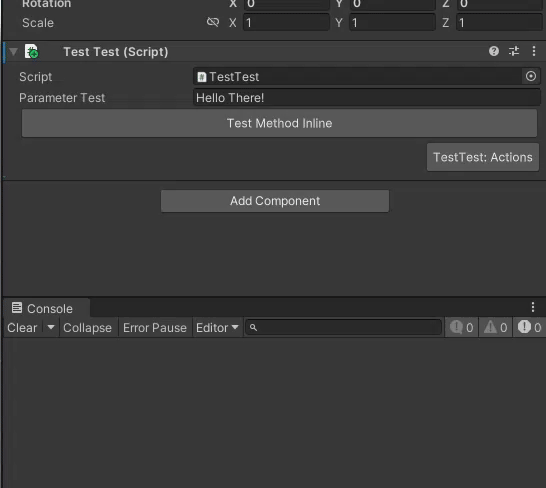 Rotation X 0 Y 0 Z 0
Scale X 1 Y 1 Z 1
Test Test (Script)
Script # TestTest
Parameter Test Hello There!
Test Method Inline
TestTest: Actions
Add Component
Console
Clear Collapse Error Pause Editor 0 0 0